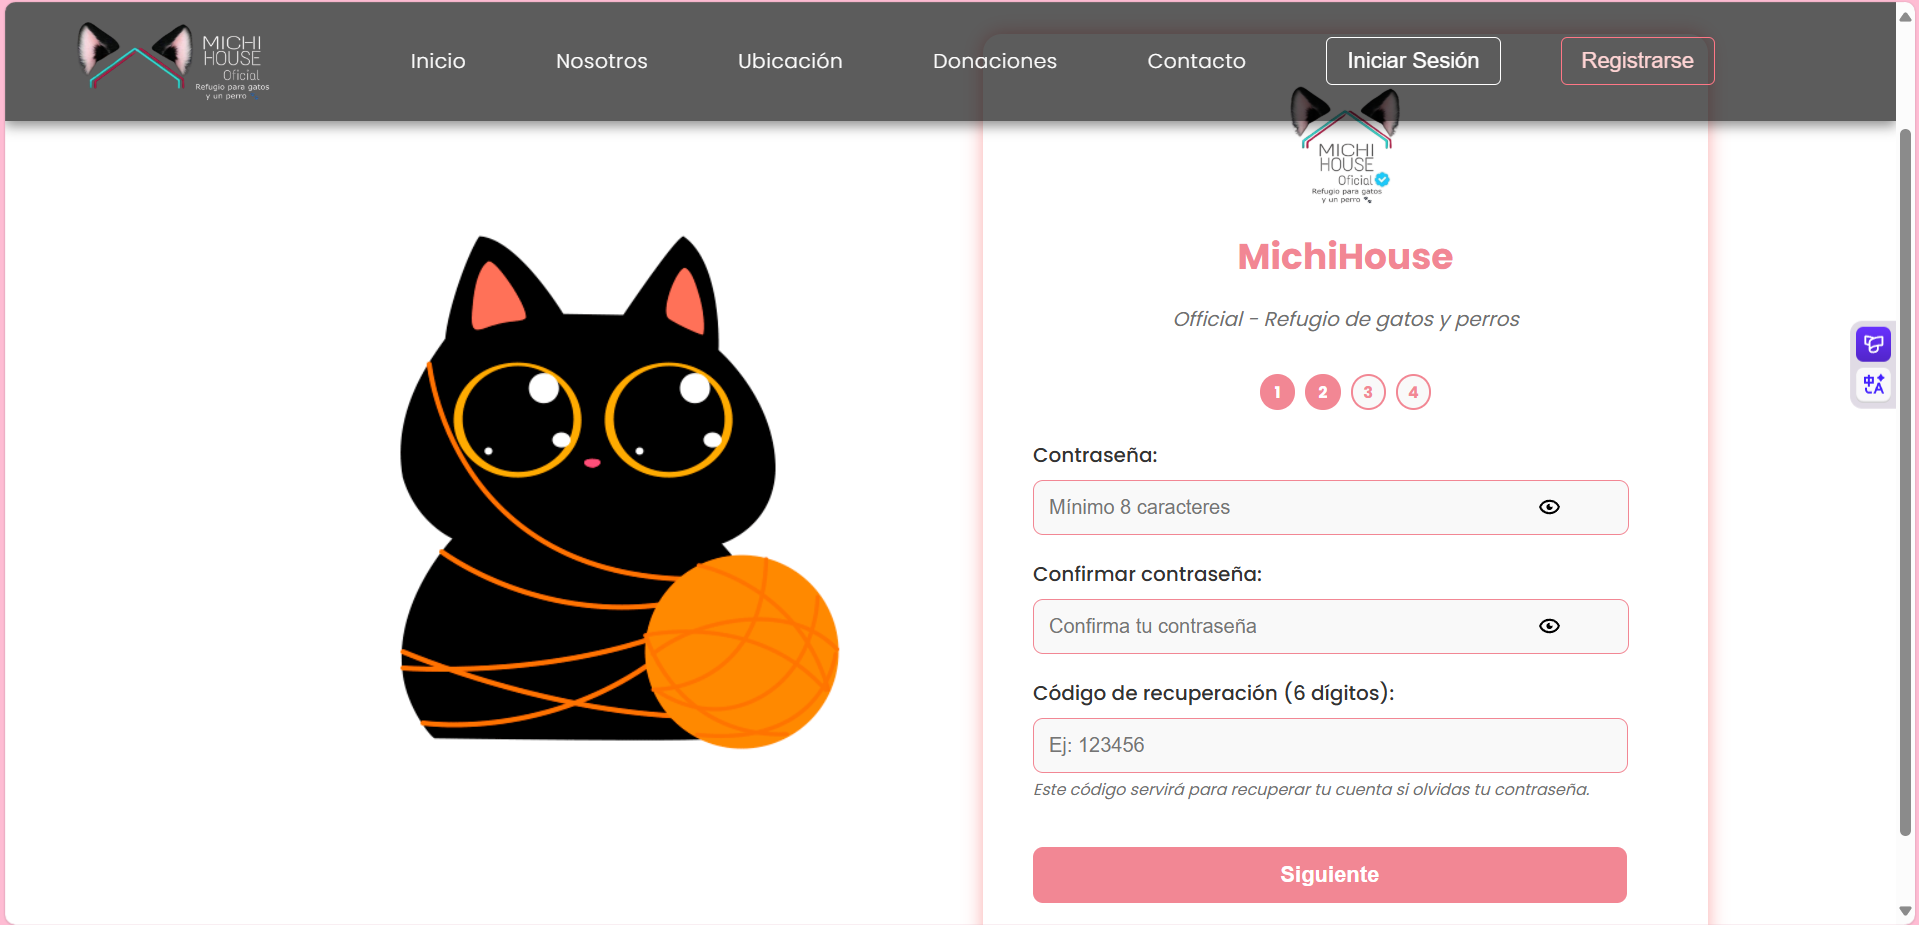 MICHI
HOUSE
Oficial
Refugio para gatos
y un perro
Inicio
Nosotros
Ubicación
Donaciones
Contacto
Iniciar Sesión
Registrarse
MICHI
HOUSE
Oficial
Refugio para gatos
y un perro
MichiHouse
Official - Refugio de gatos y perros
1 2 3 4
Contraseña:
Mínimo 8 caracteres
Confirmar contraseña:
Confirma tu contraseña
Código de recuperación (6 dígitos):
Ej: 123456
Este código servirá para recuperar tu cuenta si olvidas tu contraseña.
Siguiente
中A